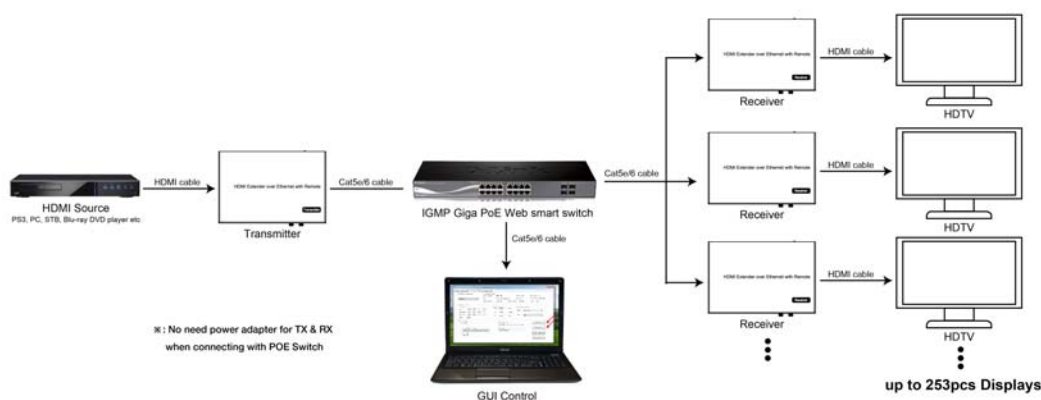 HDMI Extender over Ethernet with Remote
Receiver
HDMI cable
Receiver
HDTV
HDMI Extender over Ethernet with Remote
Receiver
HDMI cable
Receiver
HDTV
HDMI cable
HDMI Extender over Ethernet with Remote
Transmitter
Cat5e/6 cable
Cat5e/6 cable
HDMI Source
PS3, PC, STB, Blu-ray DVD player etc
Transmitter
IGMP Giga PoE Web smart switch
Cat5e/6 cable
HDMI Extender over Ethernet with Remote
Receiver
HDMI cable
Receiver
HDTV
※: No need power adapter for TX & RX
when connecting with POE Switch
GUI Control
up to 253pcs Displays